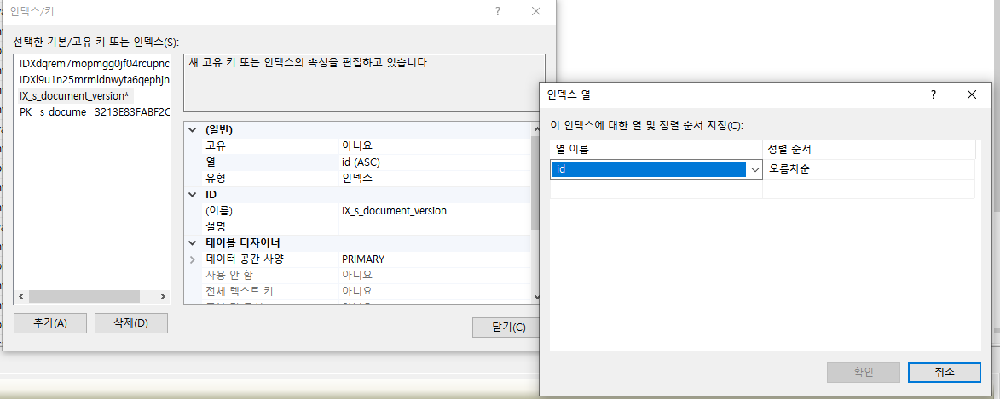 인덱스/키
선택한 기본/고유 키 또는 인덱스(S):
IDXdqrem7mopmgg0jf04rcupnc
IDXl9u1n25mrmldnwyta6qephjn
IX_s_document_version*
PK__s_docume__3213E83FABF2C
추가(A)
삭제(D)
새 고유 키 또는 인덱스의 속성을 편집하고 있습니다.
(일반)
고유 아니요
열 id (ASC)
유형 인덱스
ID
(이름) IX_s_document_version
설명
테이블 디자이너
데이터 공간 사양 PRIMARY
사용 안 함 아니요
전체 텍스트 키 아니요
닫기(C)
인덱스 열
이 인덱스에 대한 열 및 정렬 순서 지정(C):
열 이름 정렬 순서
id 오름차순
확인 취소